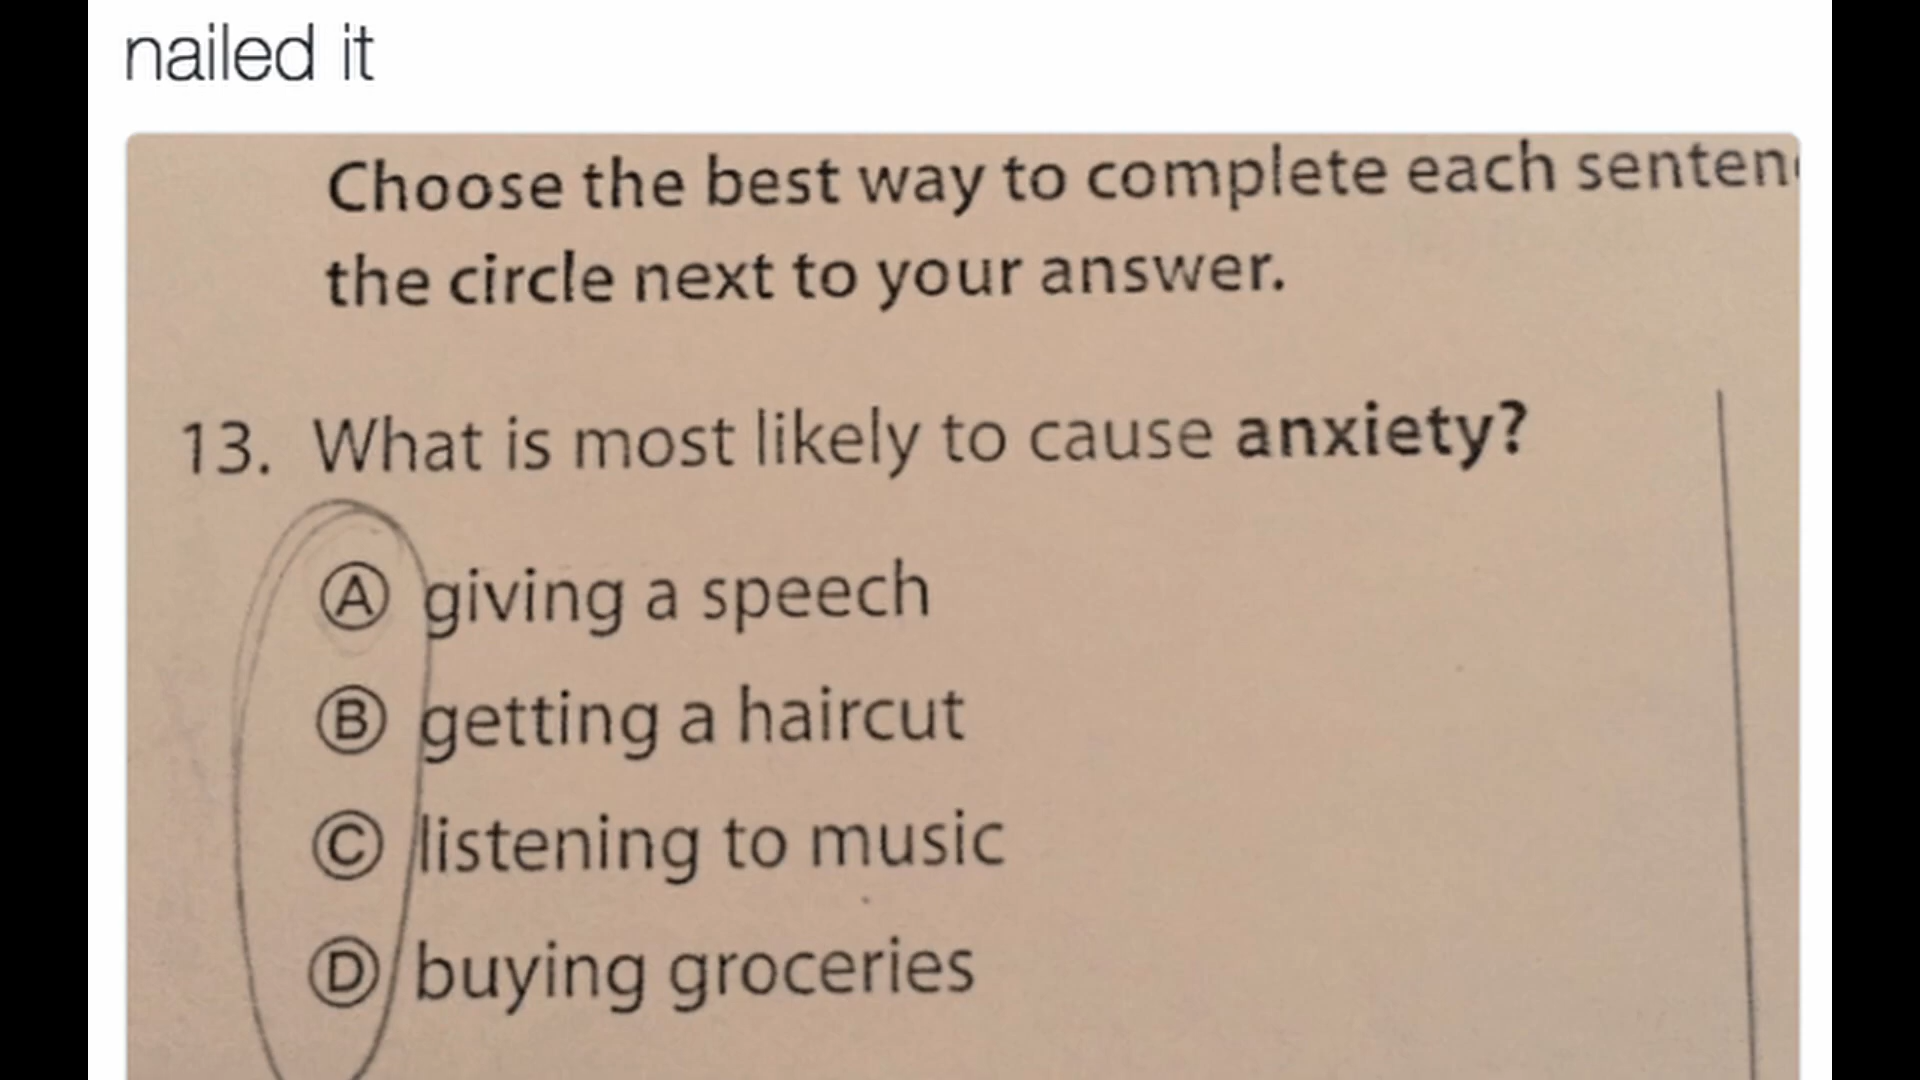 nailed it
Choose the best way to complete each
the circle next to your answer.
13. What is most likely to cause anxiety?
Ⓐ giving a speech
Ⓑ getting a haircut
Ⓒ listening to music
Ⓓ buying groceries